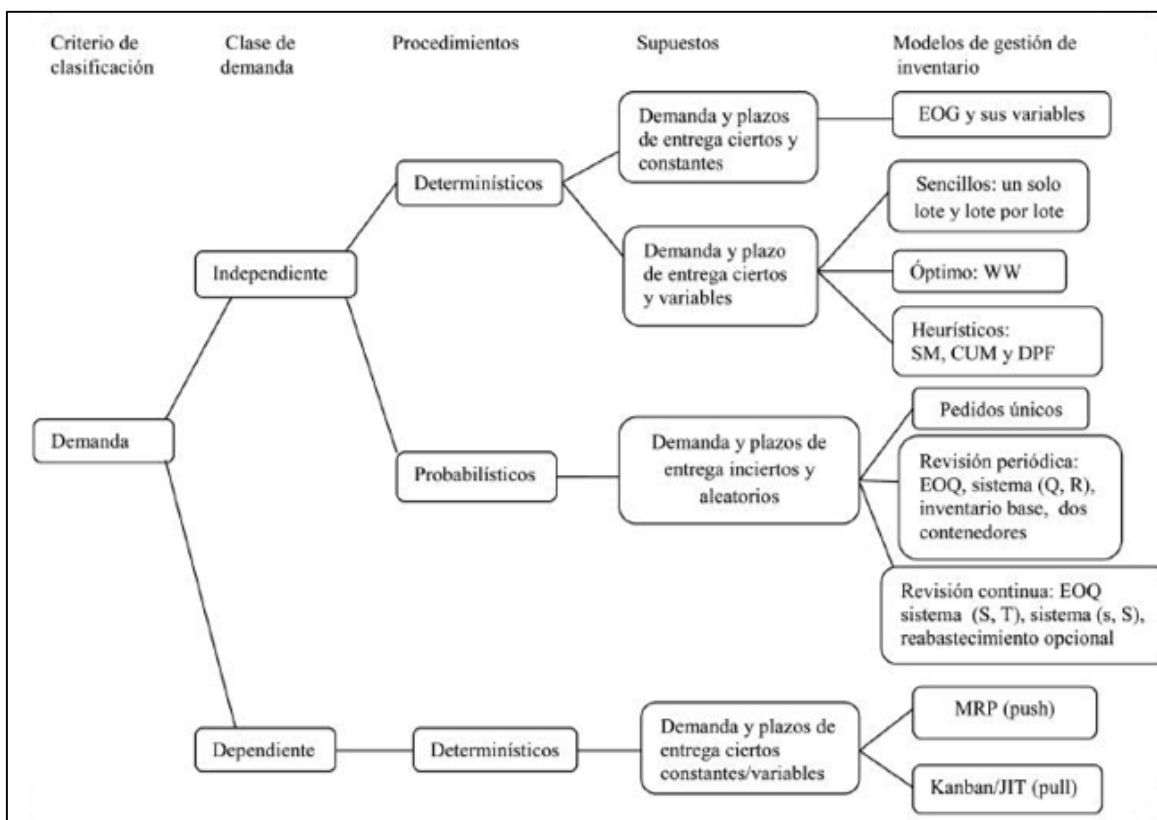 Criterio de
clasificación
Clase de
demanda
Procedimientos
Supuestos
Modelos de gestión de
inventario
Demanda y plazos
de entrega ciertos y
constantes
EOG y sus variables
Determinísticos
Sencillos: un solo
lote y lote por lote
Independiente
Demanda y plazo
de entrega ciertos
y variables
Óptimo: WW
Heurísticos:
SM, CUM y DPF
Demanda
Probabilísticos
Demanda y plazos de
entrega inciertos y
aleatorios
Pedidos únicos
Revisión periódica:
EOQ, sistema (Q, R),
inventario base, dos
contenedores
Revisión continua: EOQ
sistema (S, T), sistema (s, S),
reabastecimiento opcional
Dependiente
Determinísticos
Demanda y plazos de
entrega ciertos
constantes/variables
MRP (push)
Kanban/JIT (pull)